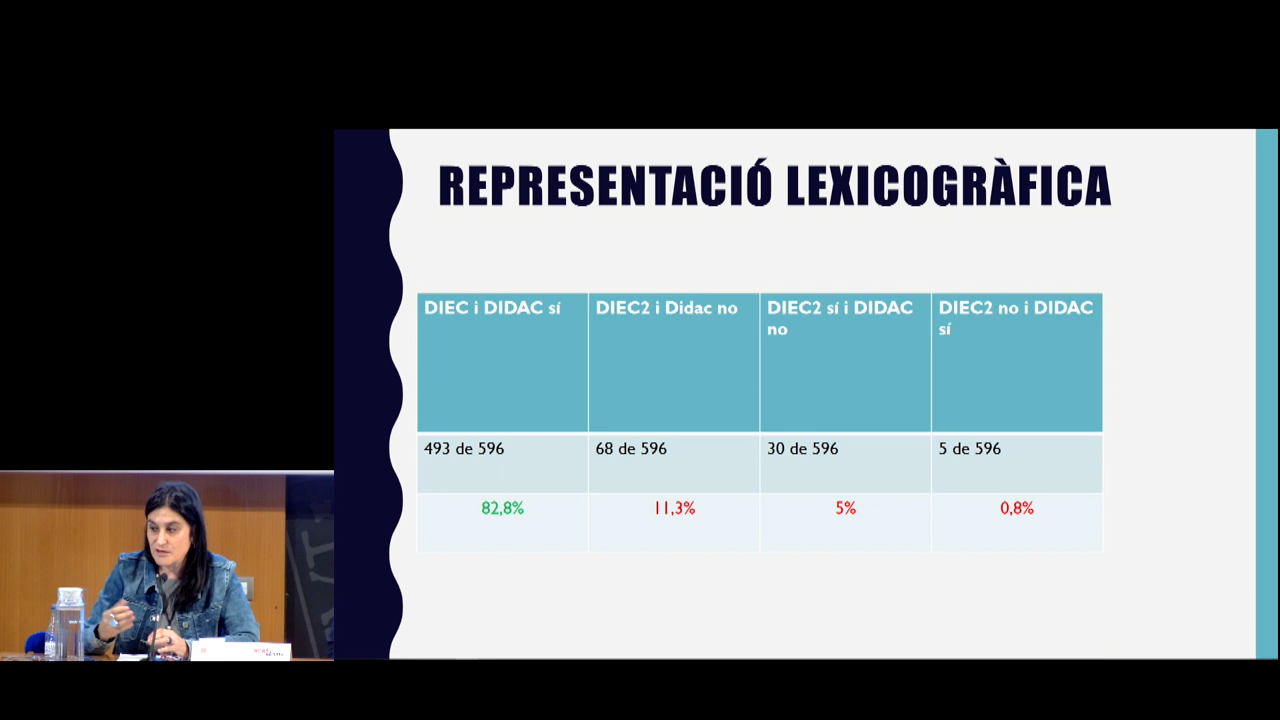 REPRESENTACIÓ LEXICOGRÀFICA
DIEC i DIDAC sí
DIEC2 i Didac no
DIEC2 sí i DIDAC
no
DIEC2 no i DIDAC
sí
493 de 596
68 de 596
30 de 596
5 de 596
82,8%
11,3%
5%
0,8%